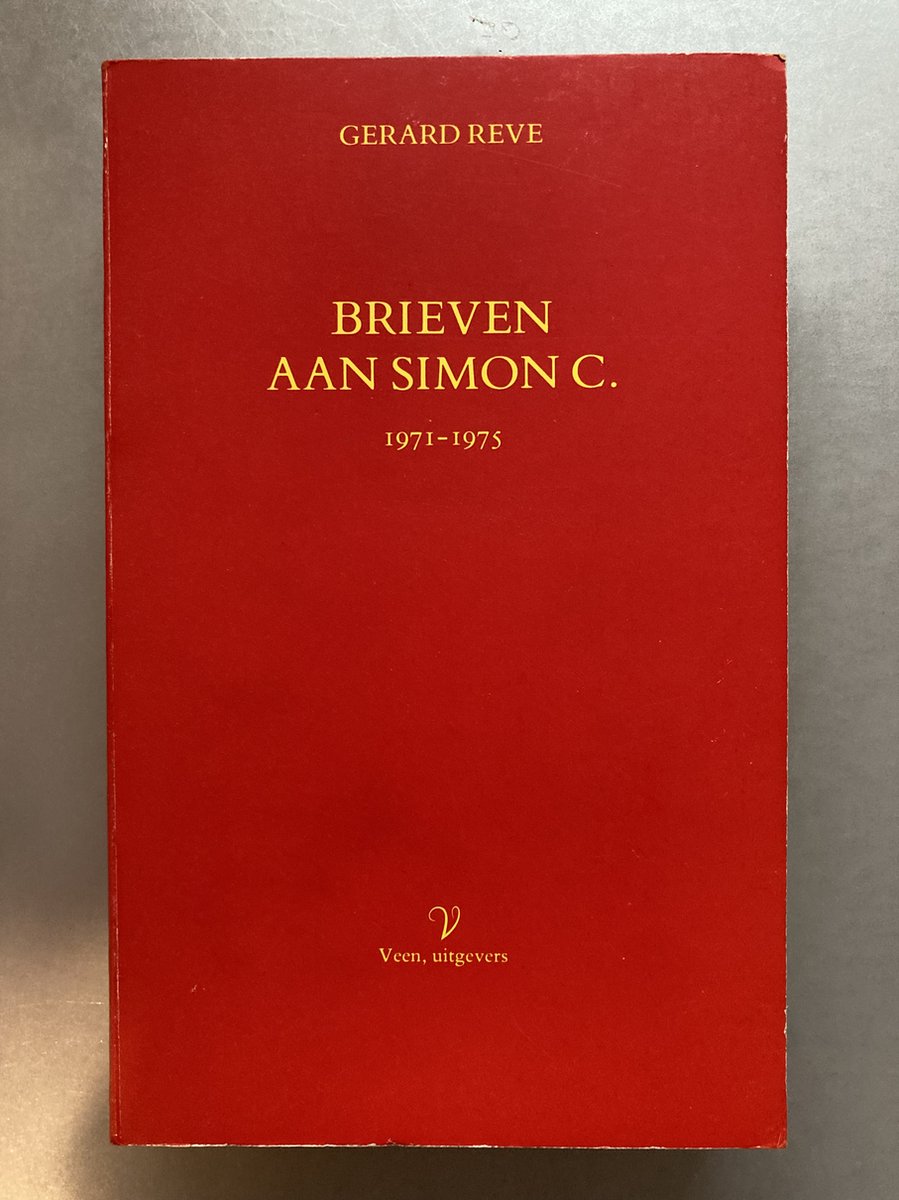 GERARD REVE
BRIEVEN
AAN SIMON C.
1971-1975
V
Veen, uitgevers